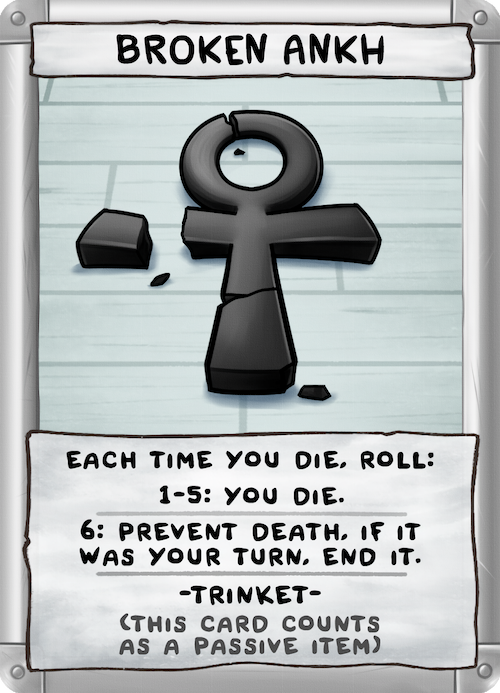 BROKEN ANKH
EACH TIME YOU DIE, ROLL:
1-5: YOU DIE.
6: PREVENT DEATH. IF IT
WAS YOUR TURN, END IT.
-TRINKET-
(THIS CARD COUNTS
AS A PASSIVE ITEM)